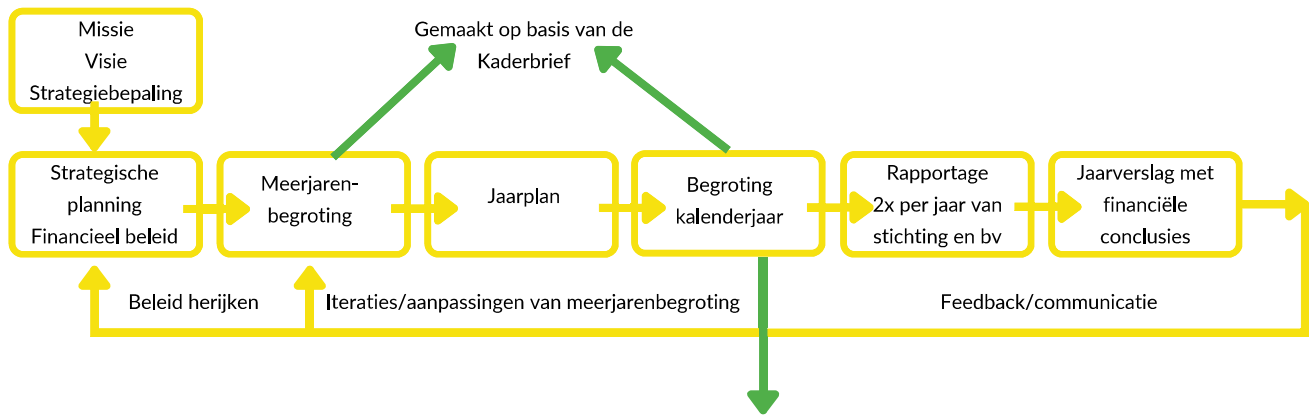 Missie
Visie
Strategiebepaling
Gemaakt op basis van de
Kaderbrief
Strategische
planning
Financieel beleid
Meerjaren-
begroting
Jaarplan
Begroting
kalenderjaar
Rapportage
2x per jaar van
stichting en bv
Jaarverslag met
financiële
conclusies
Beleid herijken
Iteraties/aanpassingen van meerjarenbegroting
Feedback/communicatie